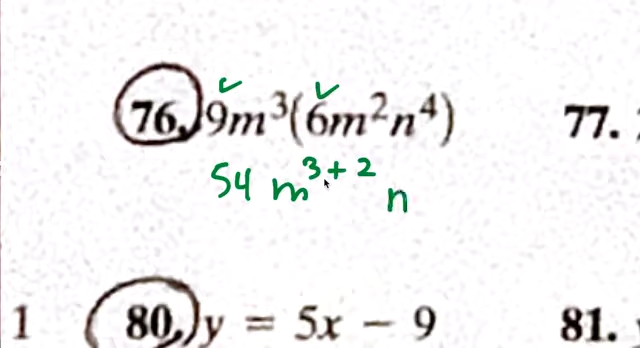 76. 9m³(6m²n⁴)
77.
54 m³⁺² n
1
80. y = 5x − 9
81.